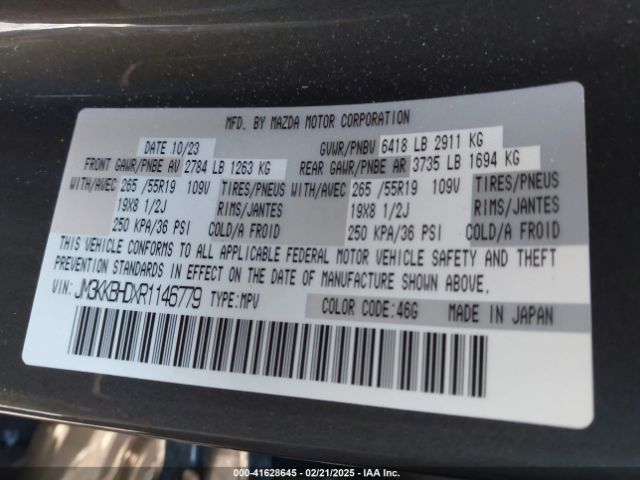 MFD. BY MAZDA MOTOR CORPORATION
DATE 10/23 GVWR/PNBV 6418 LB 2911 KG
FRONT GAWR/PNBE AV 2784 LB 1263 KG REAR GAWR/PNBE AR 3735 LB 1694 KG
WITH/AVEC 265 /55R19 109V TIRES/PNEUS WITH/AVEC 265 /55R19 109V TIRES/PNEUS
19X8 1/2J RIMS/JANTES 19X8 1/2J RIMS/JANTES
250 KPA/36 PSI COLD/A FROID 250 KPA/36 PSI COLD/A FROID
THIS VEHICLE CONFORMS TO ALL APPLICABLE FEDERAL MOTOR VEHICLE SAFETY AND THEFT
PREVENTION STANDARDS IN EFFECT ON THE DATE OF MANUFACTURE SHOWN ABOVE.
VIN: JM3KKBHDXR1146779 TYPE:MPV COLOR CODE:46G MADE IN JAPAN
000-41628645 - 02/21/2025 - IAA Inc.